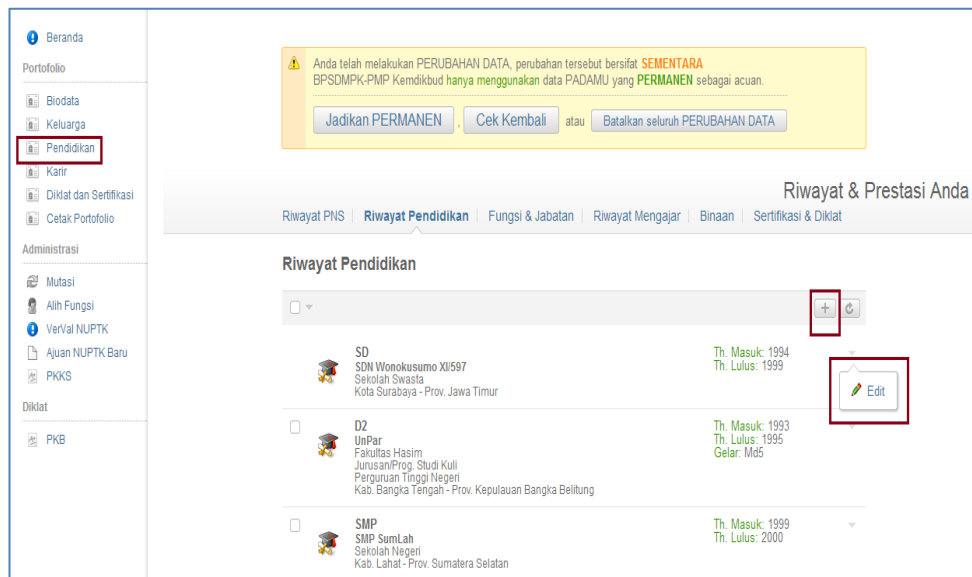 Beranda
Portofolio
Biodata
Keluarga
Pendidikan
Karir
Diklat dan Sertifikasi
Cetak Portofolio
Administrasi
Mutasi
Alih Fungsi
VerVal NUPTK
Ajuan NUPTK Baru
PKKS
Diklat
PKB
Anda telah melakukan PERUBAHAN DATA, perubahan tersebut bersifat SEMENTARA
BPSDMPK-PMP Kemdikbud hanya menggunakan data PADAMU yang PERMANEN sebagai acuan.
Jadikan PERMANEN , Cek Kembali atau Batalkan seluruh PERUBAHAN DATA
Riwayat & Prestasi Anda
Riwayat PNS Riwayat Pendidikan Fungsi & Jabatan Riwayat Mengajar Binaan Sertifikasi & Diklat
Riwayat Pendidikan
SD Th. Masuk: 1994
SDN Wonokusumo XI/597 Th. Lulus: 1999
Sekolah Swasta
Kota Surabaya - Prov. Jawa Timur
Edit
D2 Th. Masuk: 1993
UnPar Th. Lulus: 1995
Fakultas Hasim Gelar: Md5
Jurusan/Prog. Studi Kuli
Perguruan Tinggi Negeri
Kab. Bangka Tengah - Prov. Kepulauan Bangka Belitung
SMP Th. Masuk: 1999
SMP SumLah Th. Lulus: 2000
Sekolah Negeri
Kab. Lahat - Prov. Sumatera Selatan